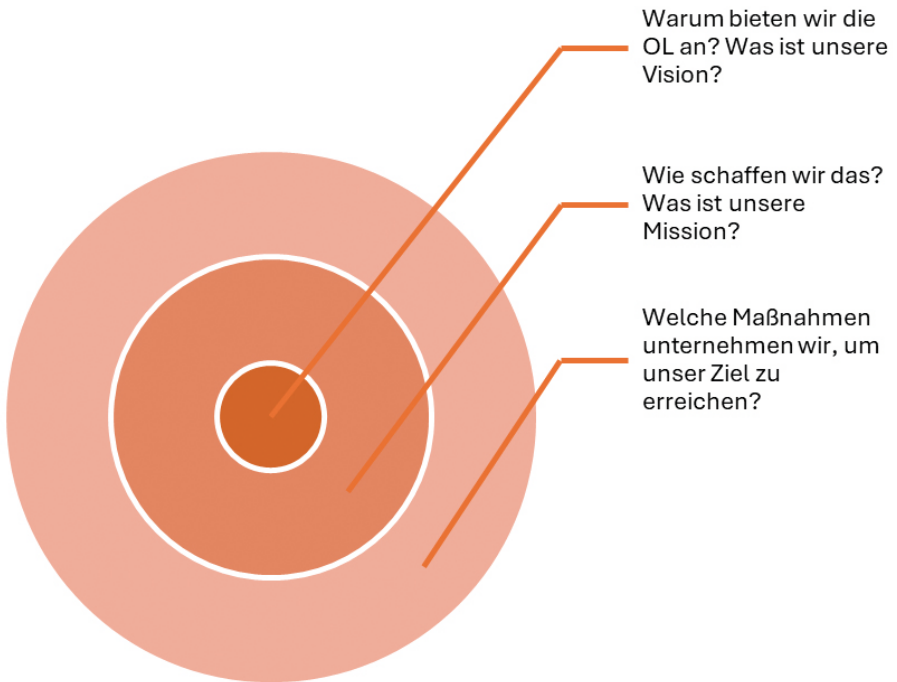 Warum bieten wir die
OL an? Was ist unsere
Vision?
Wie schaffen wir das?
Was ist unsere
Mission?
Welche Maßnahmen
unternehmen wir, um
unser Ziel zu
erreichen?